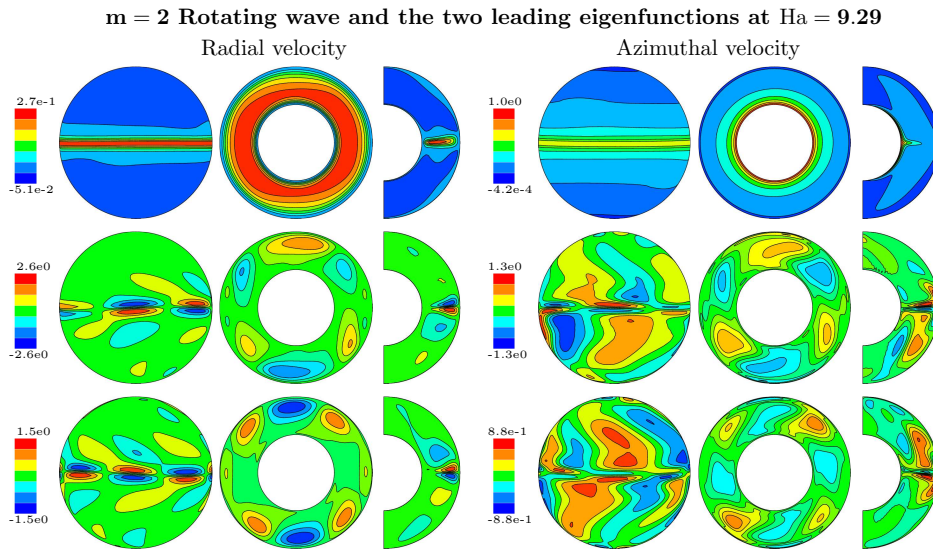 m = 2 Rotating wave and the two leading eigenfunctions at Ha = 9.29
Radial velocity Azimuthal velocity
2.7e-1 1.0e0
-5.1e-2 -4.2e-4
2.6e0 1.3e0
-2.6e0 -1.3e0
1.5e0 8.8e-1
-1.5e0 -8.8e-1